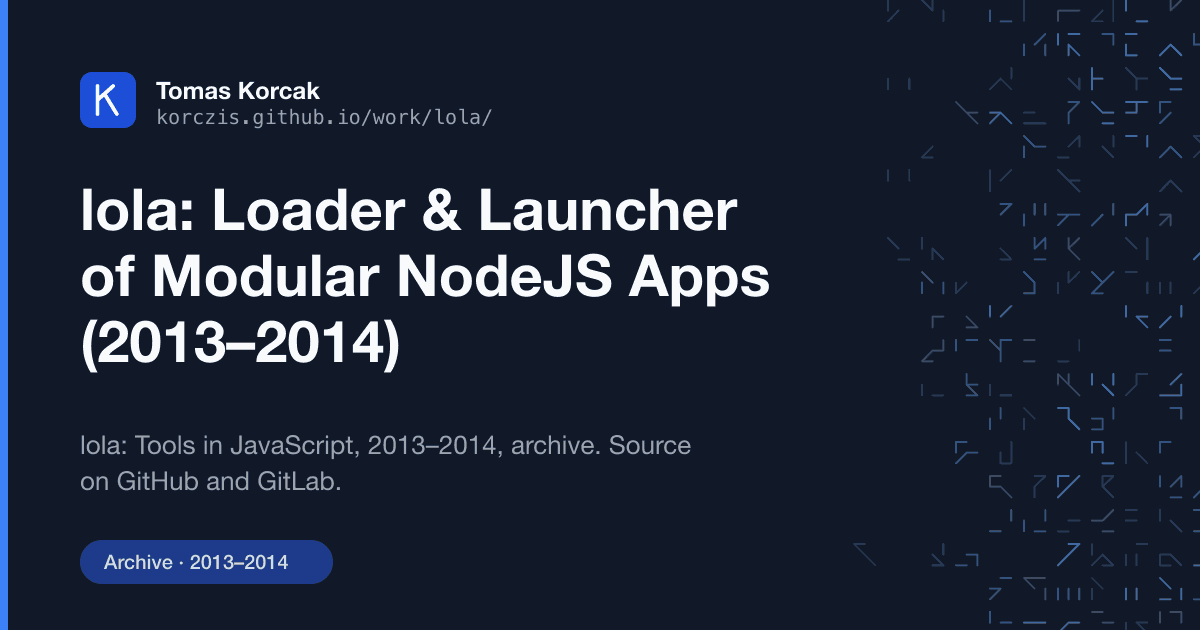 K
Tomas Korcak
korczis.github.io/work/lola/
lola: Loader & Launcher
of Modular NodeJS Apps
(2013–2014)
lola: Tools in JavaScript, 2013–2014, archive. Source
on GitHub and GitLab.
Archive · 2013–2014